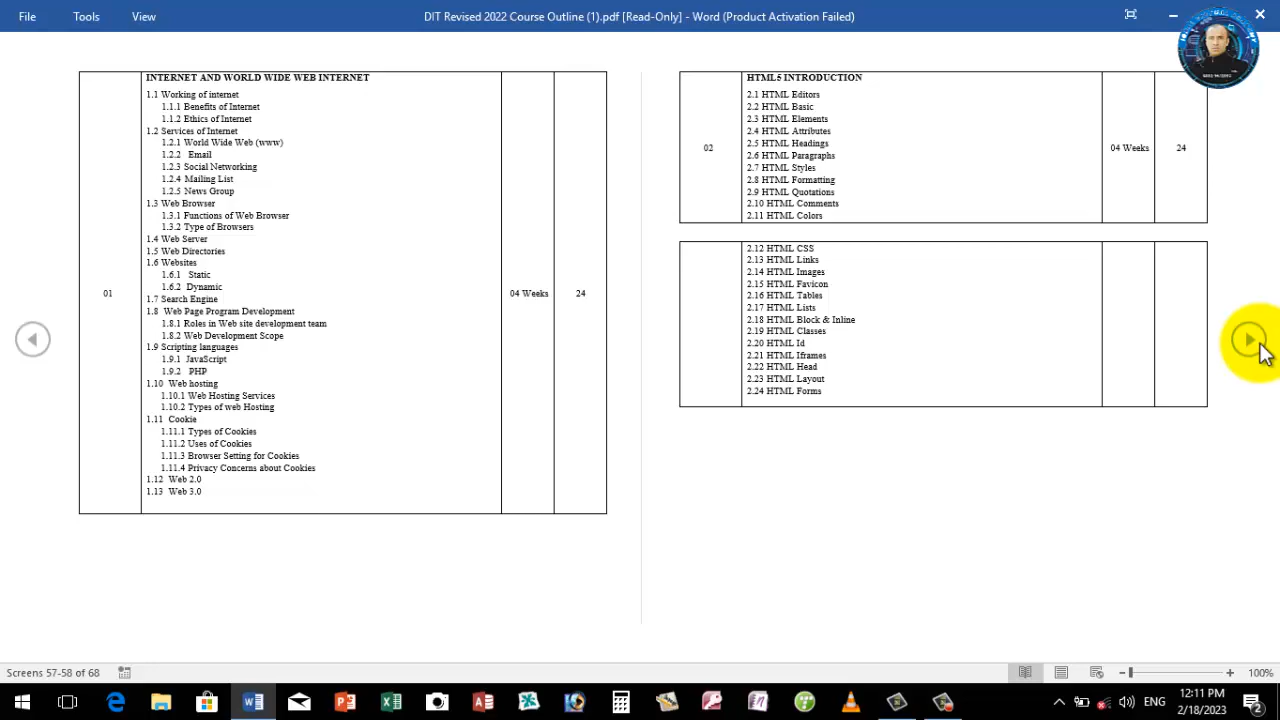 File
Tools
View
DIT Revised 2022 Course Outline (1).pdf [Read-Only] - Word (Product Activation Failed)
01
INTERNET AND WORLD WIDE WEB INTERNET
1.1 Working of internet
1.1.1 Benefits of Internet
1.1.2 Ethics of Internet
1.2 Services of Internet
1.2.1 World Wide Web (www)
1.2.2 Email
1.2.3 Social Networking
1.2.4 Mailing List
1.2.5 News Group
1.3 Web Browser
1.3.1 Functions of Web Browser
1.3.2 Type of Browsers
1.4 Web Server
1.5 Web Directories
1.6 Websites
1.6.1 Static
1.6.2 Dynamic
1.7 Search Engine
1.8 Web Page Program Development
1.8.1 Roles in Web site development team
1.8.2 Web Development Scope
1.9 Scripting languages
1.9.1 JavaScript
1.9.2 PHP
1.10 Web hosting
1.10.1 Web Hosting Services
1.10.2 Types of web Hosting
1.11 Cookie
1.11.1 Types of Cookies
1.11.2 Uses of Cookies
1.11.3 Browser Setting for Cookies
1.11.4 Privacy Concerns about Cookies
1.12 Web 2.0
1.13 Web 3.0
04 Weeks
24
02
HTML5 INTRODUCTION
2.1 HTML Editors
2.2 HTML Basic
2.3 HTML Elements
2.4 HTML Attributes
2.5 HTML Headings
2.6 HTML Paragraphs
2.7 HTML Styles
2.8 HTML Formatting
2.9 HTML Quotations
2.10 HTML Comments
2.11 HTML Colors
04 Weeks
24
2.12 HTML CSS
2.13 HTML Links
2.14 HTML Images
2.15 HTML Favicon
2.16 HTML Tables
2.17 HTML Lists
2.18 HTML Block & Inline
2.19 HTML Classes
2.20 HTML Id
2.21 HTML Iframes
2.22 HTML Head
2.23 HTML Layout
2.24 HTML Forms
Screens 57-58 of 68
100%
ENG
12:11 PM
2/18/2023
2